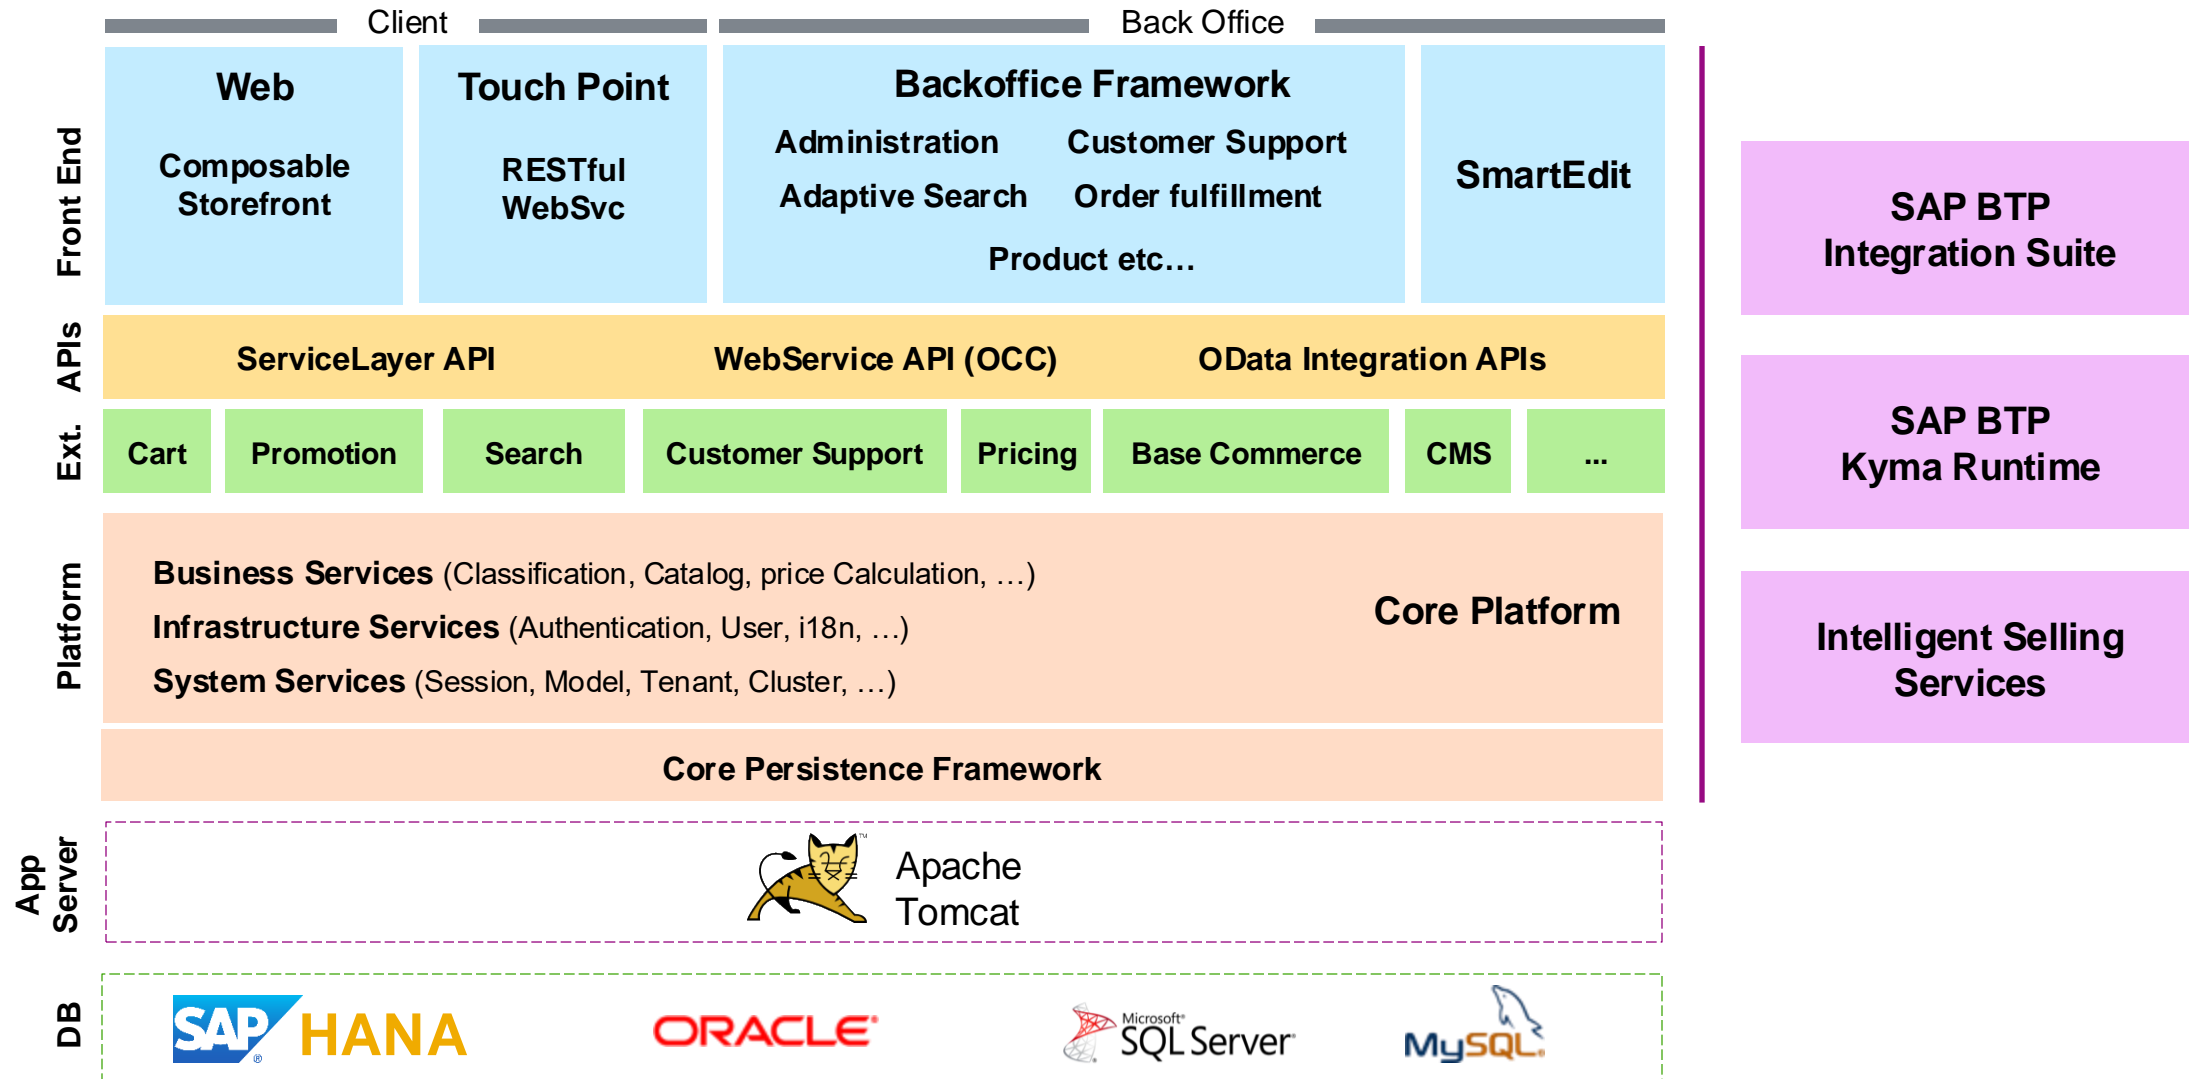 Client
Back Office
Front End
Web
Composable
Storefront
Touch Point
RESTful
WebSvc
Backoffice Framework
Administration
Customer Support
Adaptive Search
Order fulfillment
Product etc…
SmartEdit
APIs
ServiceLayer API
WebService API (OCC)
OData Integration APIs
Ext.
Cart
Promotion
Search
Customer Support
Pricing
Base Commerce
CMS
...
Platform
Business Services (Classification, Catalog, price Calculation, …)
Infrastructure Services (Authentication, User, i18n, …)
System Services (Session, Model, Tenant, Cluster, …)
Core Platform
Core Persistence Framework
App
Server
TM
Apache
Tomcat
DB
SAP® HANA
ORACLE®
Microsoft®
SQL Server®
MySQL®
SAP BTP
Integration Suite
SAP BTP
Kyma Runtime
Intelligent Selling
Services